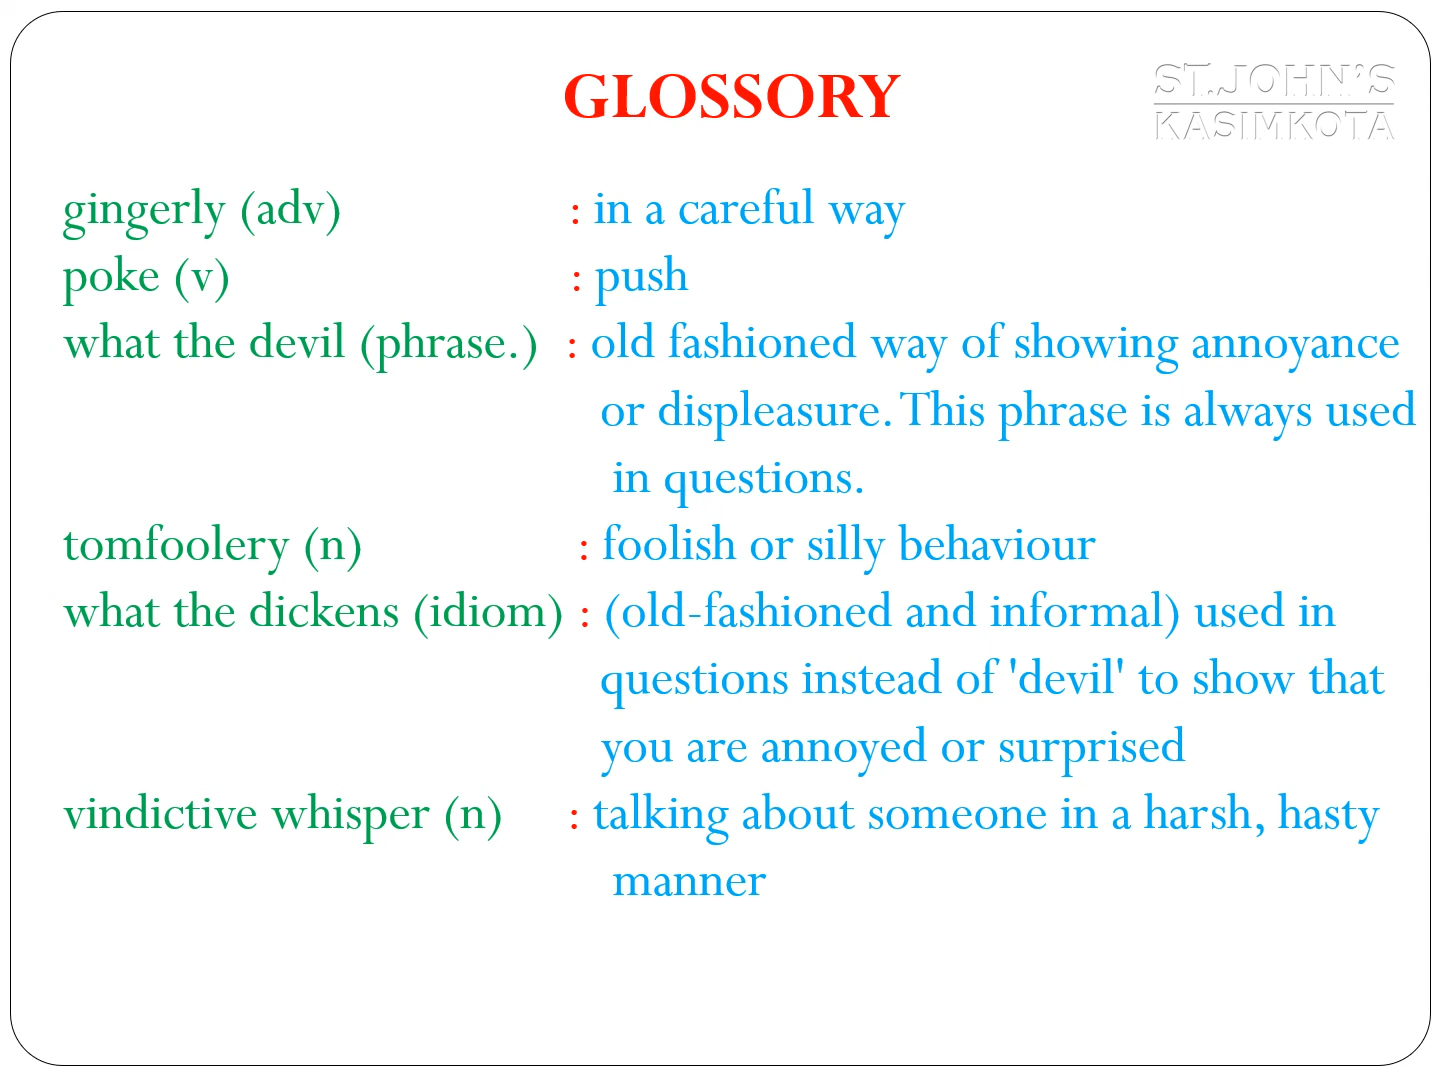 GLOSSORY
ST.JOHN'S
KASIMKOTA
gingerly (adv) : in a careful way
poke (v) : push
what the devil (phrase.) : old fashioned way of showing annoyance
or displeasure. This phrase is always used
in questions.
tomfoolery (n) : foolish or silly behaviour
what the dickens (idiom) : (old-fashioned and informal) used in
questions instead of 'devil' to show that
you are annoyed or surprised
vindictive whisper (n) : talking about someone in a harsh, hasty
manner